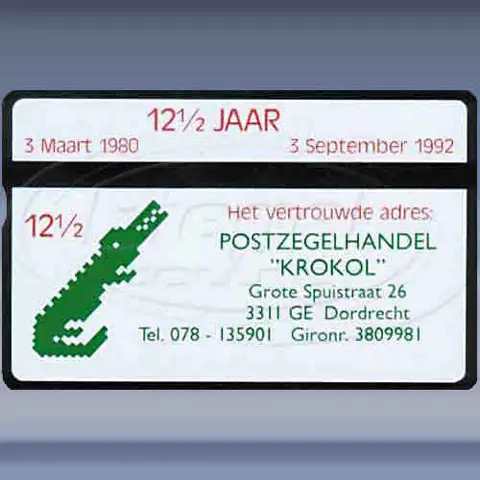 12½ JAAR
3 Maart 1980 3 September 1992
12½
Het vertrouwde adres:
POSTZEGELHANDEL
"KROKOL"
Grote Spuistraat 26
3311 GE Dordrecht
Tel. 078 - 135901 Gironr. 3809981